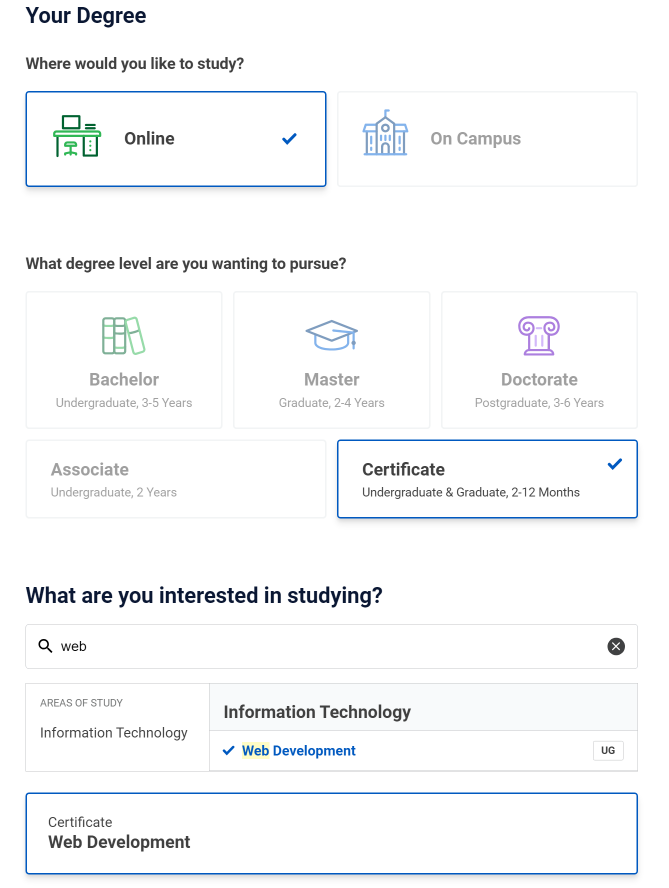 Your Degree
Where would you like to study?
Online
On Campus
What degree level are you wanting to pursue?
Bachelor
Undergraduate, 3-5 Years
Master
Graduate, 2-4 Years
Doctorate
Postgraduate, 3-6 Years
Associate
Undergraduate, 2 Years
Certificate
Undergraduate & Graduate, 2-12 Months
What are you interested in studying?
web
AREAS OF STUDY
Information Technology
Information Technology
Web Development
UG
Certificate
Web Development